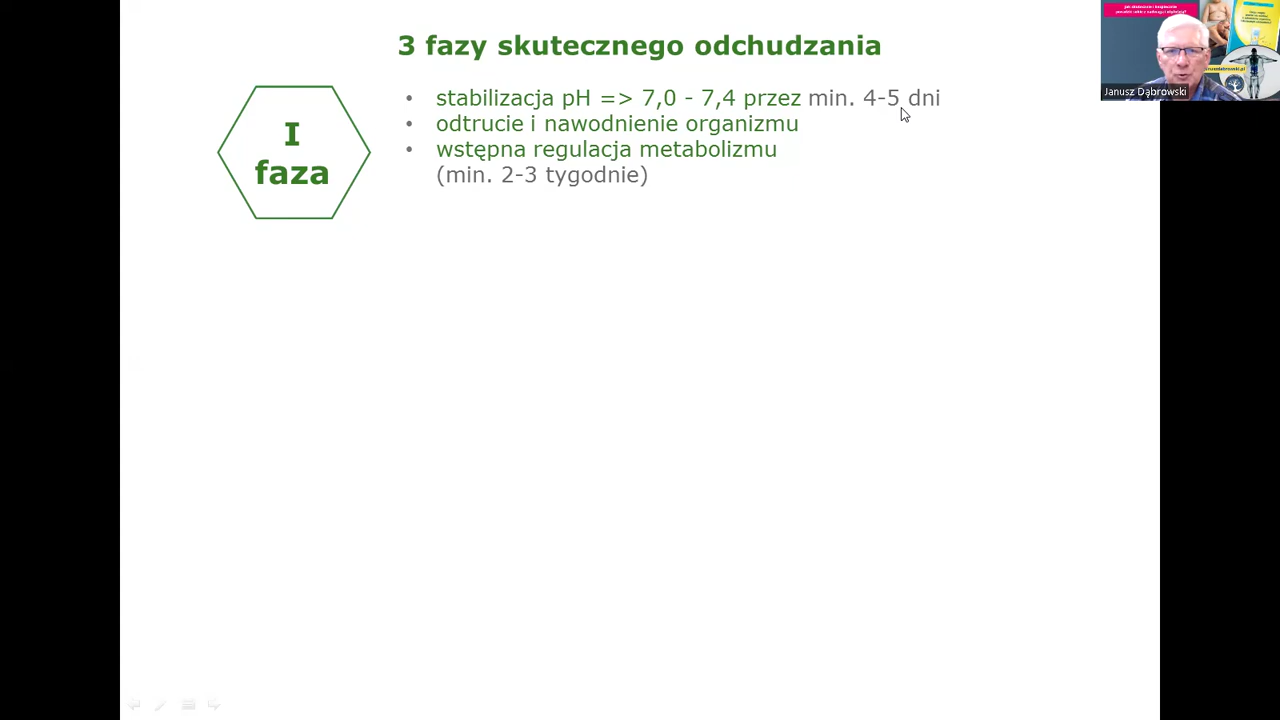 3 fazy skutecznego odchudzania
I
faza
• stabilizacja pH => 7,0 - 7,4 przez min. 4-5 dni
• odtrucie i nawodnienie organizmu
• wstępna regulacja metabolizmu
(min. 2-3 tygodnie)
Janusz Dąbrowski